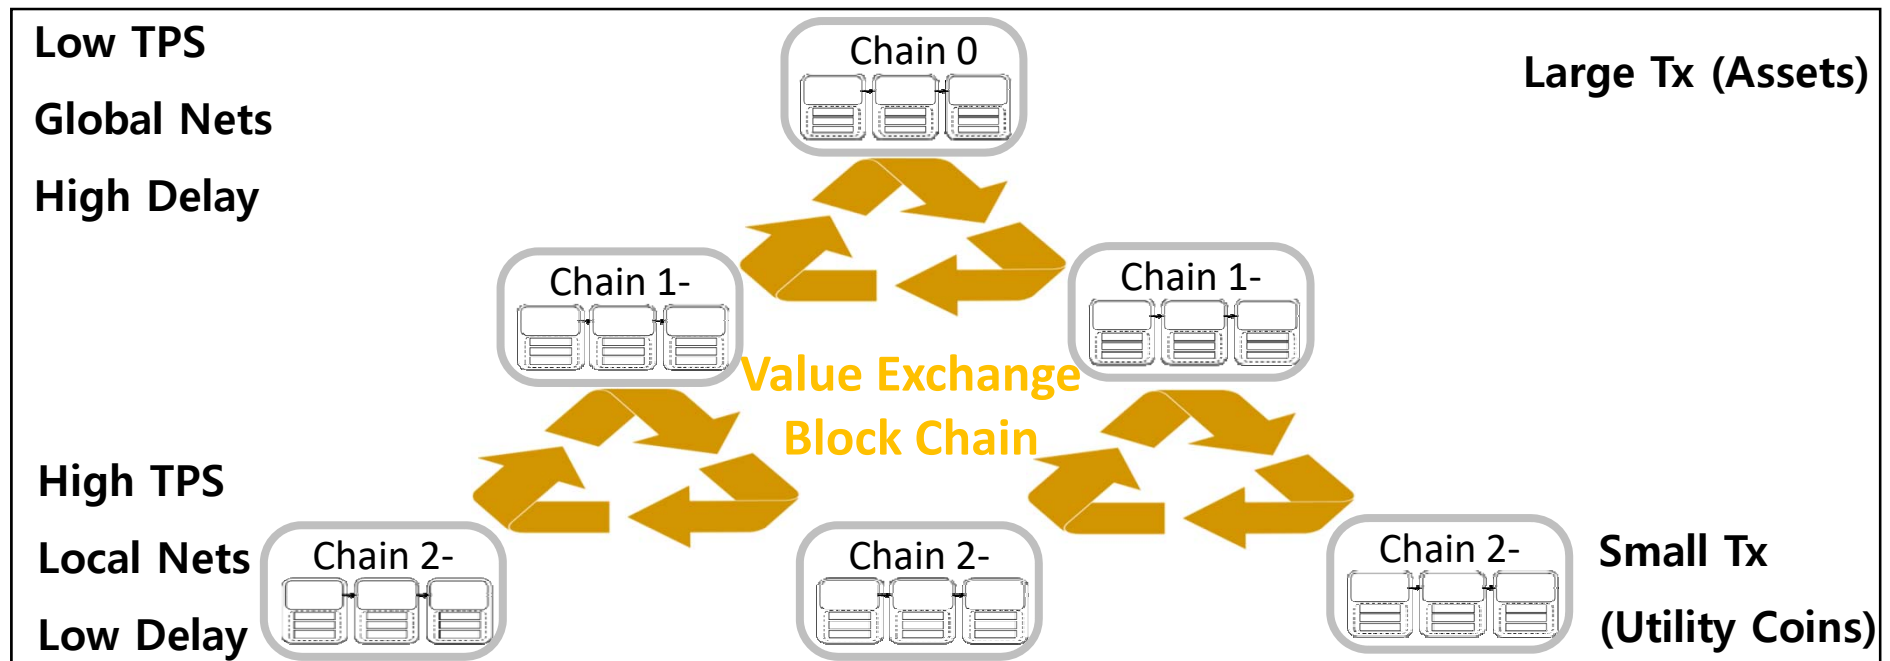 Low TPS
Global Nets
High Delay
Chain 0
Large Tx (Assets)
Chain 1-
Chain 1-
Value Exchange
Block Chain
High TPS
Local Nets
Low Delay
Chain 2-
Chain 2-
Chain 2-
Small Tx
(Utility Coins)